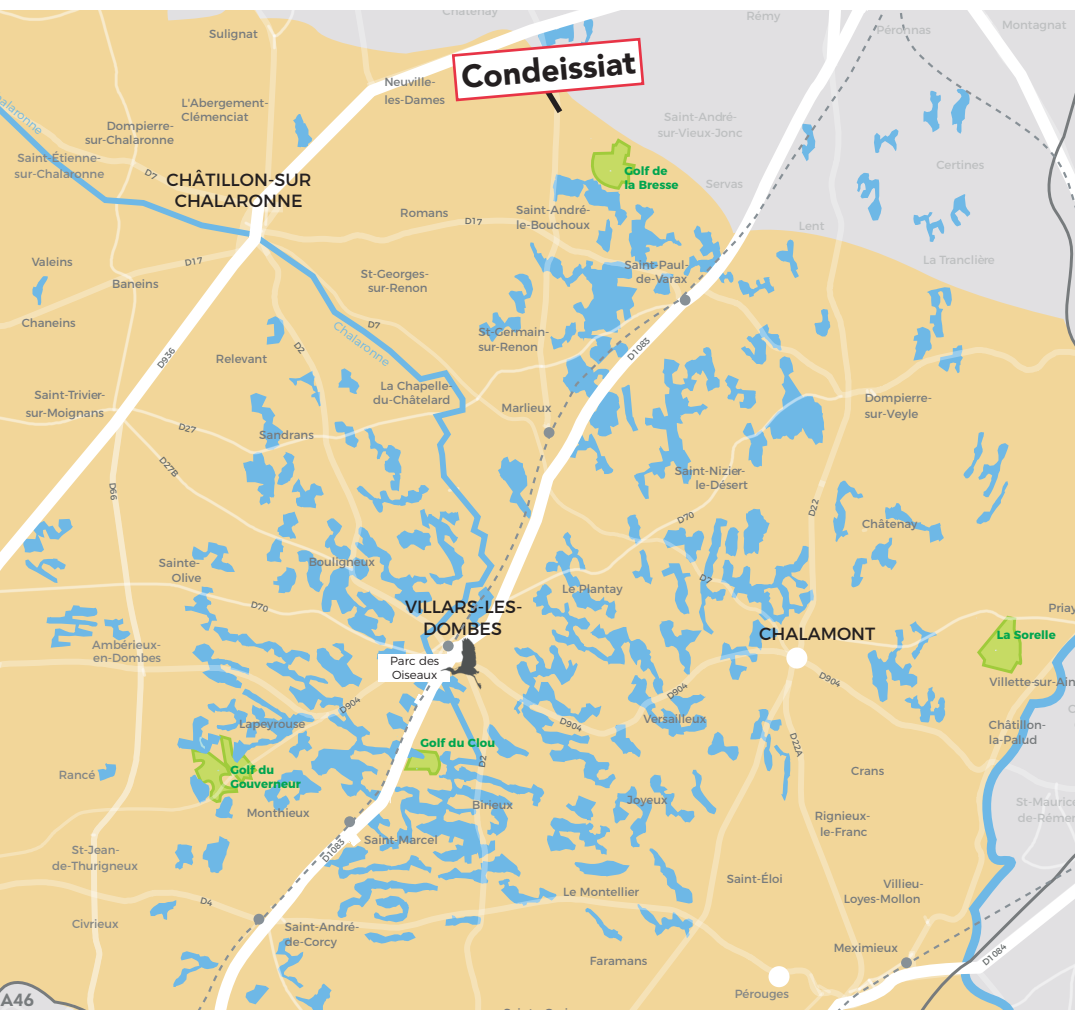 Chatenay
Rémy
Montagnat
Péronnas
Sulignat
Condeissiat
Neuville-
les-Dames
L'Abergement-
Clémenciat
Chalaronne
Dompierre-
sur-Chalaronne
Saint-André-
sur-Vieux-Jonc
Saint-Étienne-
sur-Chalaronne
D7
CHÂTILLON-SUR
CHALARONNE
Golf de
la Bresse
Certines
Servas
Romans
D17
Saint-André-
le-Bouchoux
Lent
Valeins
D17
Baneins
St-Georges-
sur-Renon
Saint-Paul-
de-Varax
La Tranclière
Chaneins
D7
Chalaronne
St-Germain-
sur-Renon
D936
D2
D1083
Relevant
Saint-Trivier-
sur-Moignans
La Chapelle-
du-Châtelard
Marlieux
Dompierre-
sur-Veyle
D27
Sandrans
D27B
D66
Saint-Nizier-
le-Désert
D22
D70
Châtenay
Sainte-
Olive
Bouligneux
D7
Le Plantay
D70
VILLARS-LES-
DOMBES
CHALAMONT
Priay
La Sorelle
Ambérieux-
en-Dombes
Parc des
Oiseaux
D904
D904
D904
D904
Villette-sur-Ain
Lapeyrouse
Versailleux
Châtillon-
la-Palud
Golf du Clou
D2
D22A
Rancé
Golf du
Gouverneur
Crans
Monthieux
Birieux
Joyeux
St-Maurice
de-Rémen
Rignieux-
le-Franc
Saint-Marcel
D1083
St-Jean-
de-Thurigneux
Saint-Éloi
Villieu-
Loyes-Mollon
Le Montellier
D4
Civrieux
Saint-André-
de-Corcy
Meximieux
D1084
Faramans
Pérouges
A46